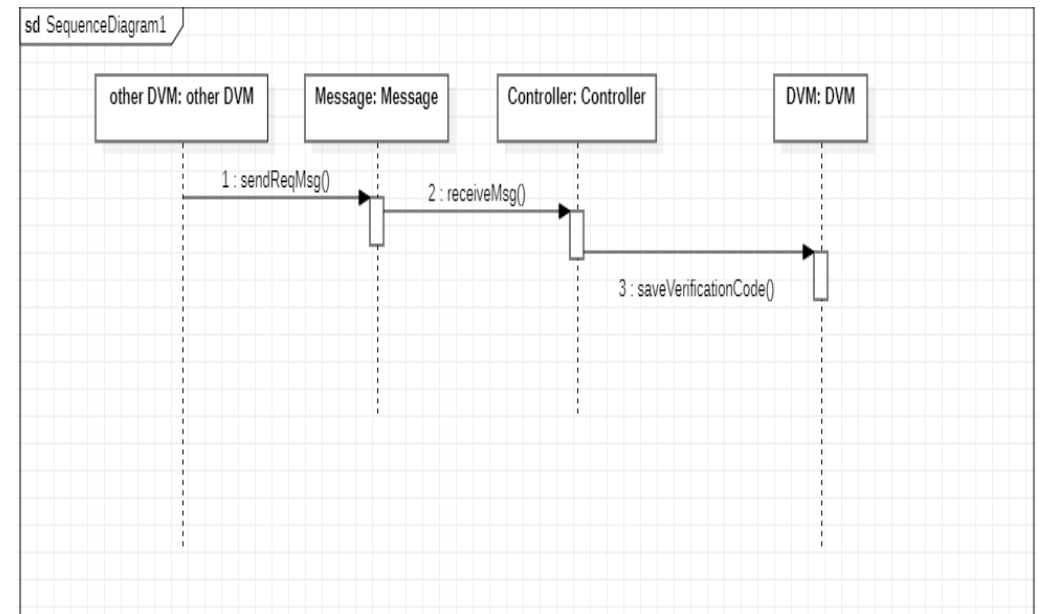 sd SequenceDiagram1
other DVM: other DVM
Message: Message
Controller: Controller
DVM: DVM
1 : sendReqMsg()
2 : receiveMsg()
3 : saveVerificationCode()